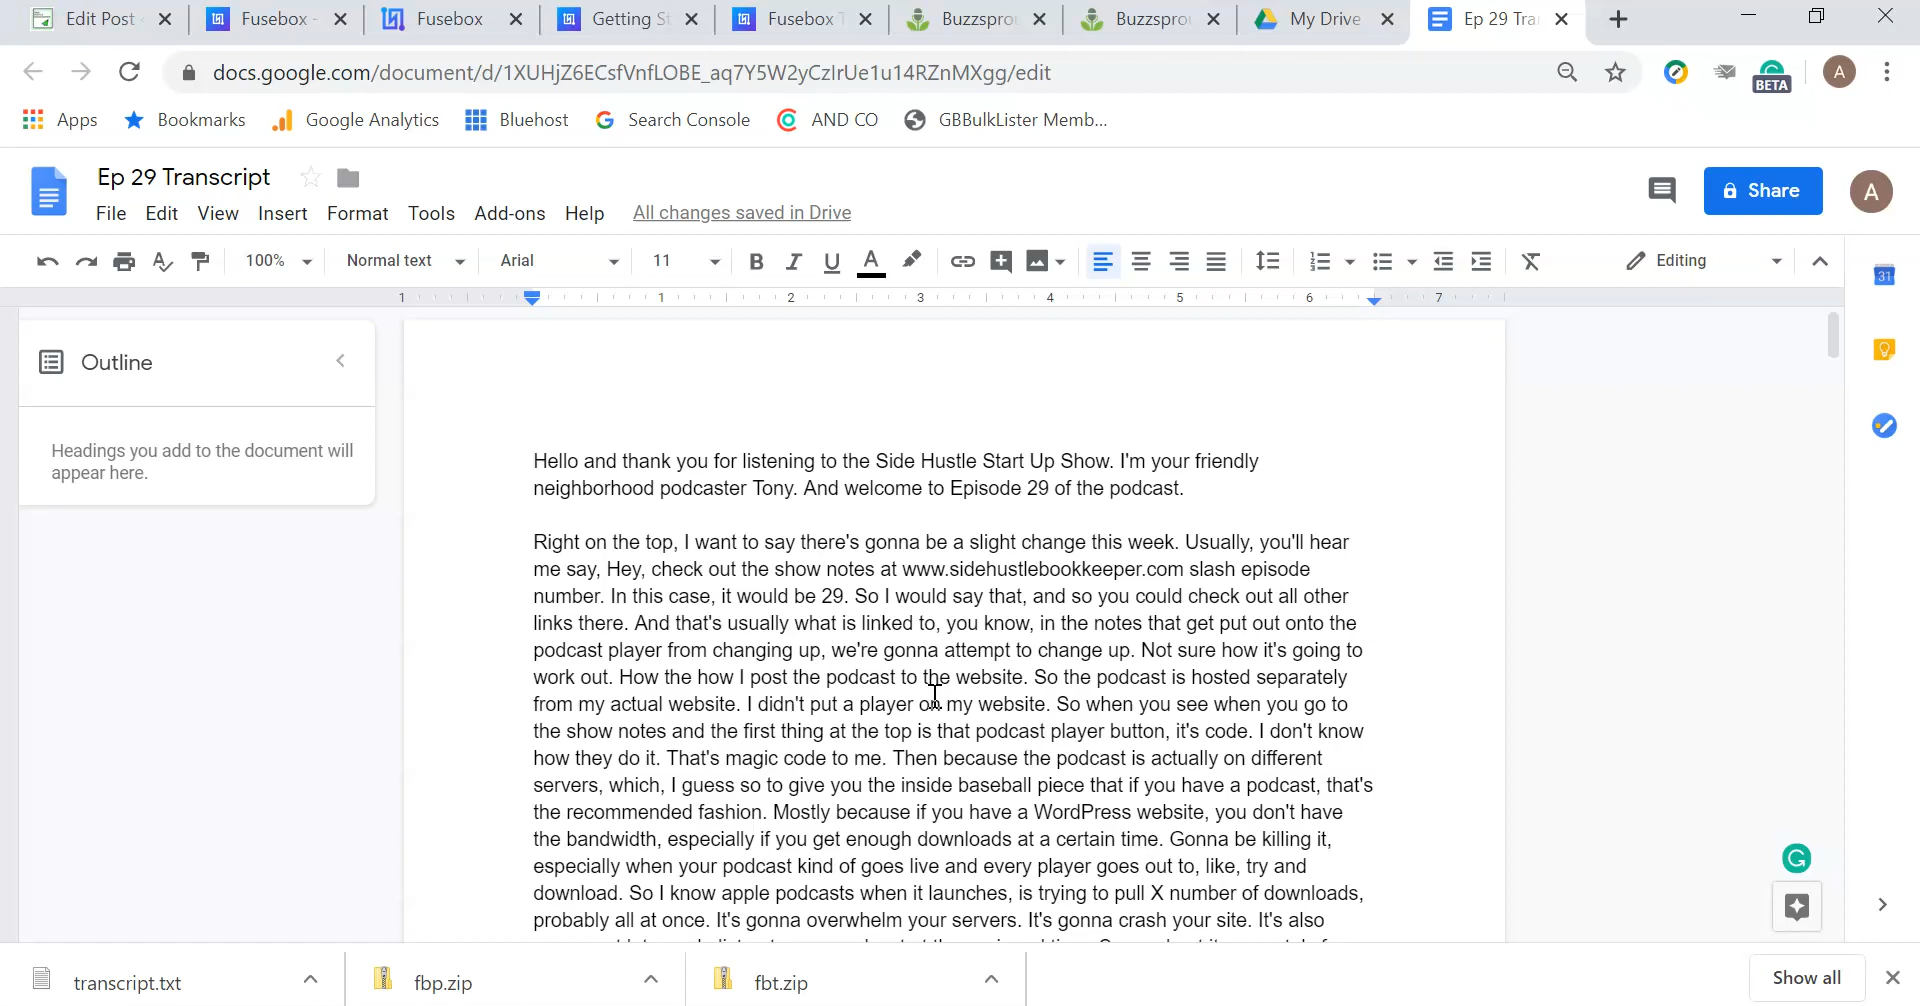 Edit Post
Fusebox -
Fusebox
Getting St
Fusebox T
Buzzspro
Buzzspro
My Drive
Ep 29 Tra
docs.google.com/document/d/1XUHjZ6ECsfVnfLOBE_aq7Y5W2yCzIrUe1u14RZnMXgg/edit
BETA
A
Apps
Bookmarks
Google Analytics
Bluehost
Search Console
AND CO
GBBulkLister Memb...
Ep 29 Transcript
Share
A
File Edit View Insert Format Tools Add-ons Help All changes saved in Drive
100% Normal text Arial 11 B I U A Editing
31
1 1 2 3 4 5 6 7
Outline
Headings you add to the document will
appear here.
Hello and thank you for listening to the Side Hustle Start Up Show. I'm your friendly
neighborhood podcaster Tony. And welcome to Episode 29 of the podcast.
Right on the top, I want to say there's gonna be a slight change this week. Usually, you'll hear
me say, Hey, check out the show notes at www.sidehustlebookkeeper.com slash episode
number. In this case, it would be 29. So I would say that, and so you could check out all other
links there. And that's usually what is linked to, you know, in the notes that get put out onto the
podcast player from changing up, we're gonna attempt to change up. Not sure how it's going to
work out. How the how I post the podcast to the website. So the podcast is hosted separately
from my actual website. I didn't put a player on my website. So when you see when you go to
the show notes and the first thing at the top is that podcast player button, it's code. I don't know
how they do it. That's magic code to me. Then because the podcast is actually on different
servers, which, I guess so to give you the inside baseball piece that if you have a podcast, that's
the recommended fashion. Mostly because if you have a WordPress website, you don't have
the bandwidth, especially if you get enough downloads at a certain time. Gonna be killing it,
especially when your podcast kind of goes live and every player goes out to, like, try and
download. So I know apple podcasts when it launches, is trying to pull X number of downloads,
probably all at once. It's gonna overwhelm your servers. It's gonna crash your site. It's also
transcript.txt
fbp.zip
fbt.zip
Show all